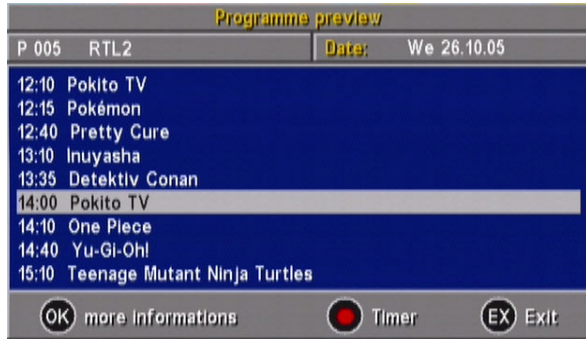 Programme preview
P 005 RTL2 Date: We 26.10.05
12:10 Pokito TV
12:15 Pokémon
12:40 Pretty Cure
13:10 Inuyasha
13:35 Detektiv Conan
14:00 Pokito TV
14:10 One Piece
14:40 Yu-Gi-Oh!
15:10 Teenage Mutant Ninja Turtles
OK more informations Timer EX Exit